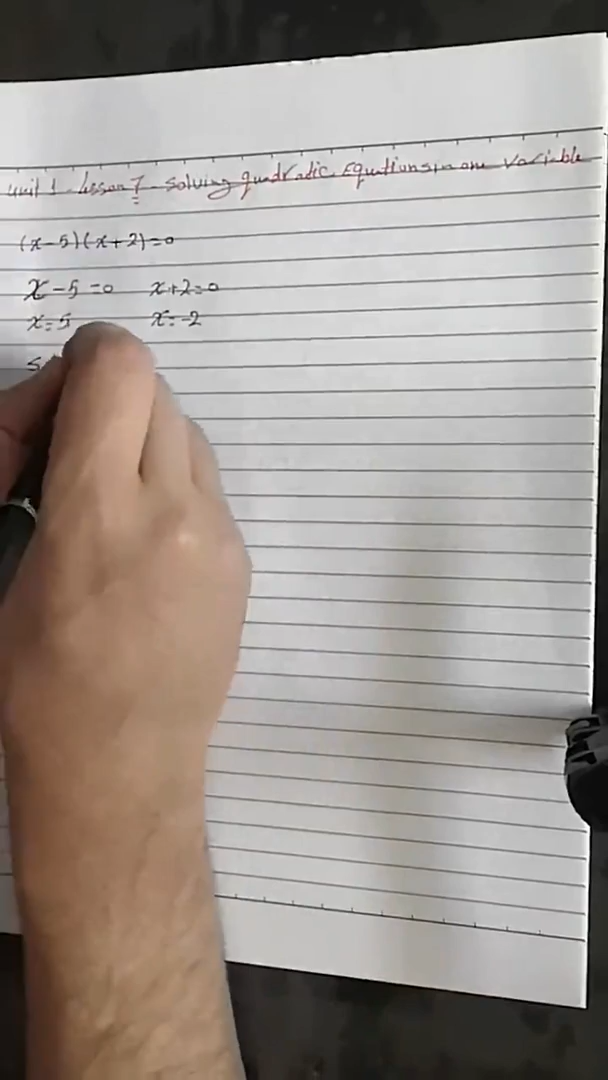 Unit 1 - Lesson 7 - Solving quadratic Equations in one variable
(x-5)(x+2)=0
x-5=0 x+2=0
x=5 x=-2